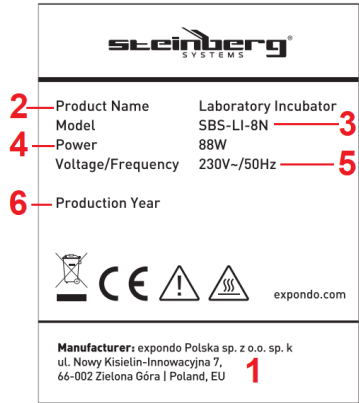 steinberg®
SYSTEMS
2 Product Name Laboratory Incubator
Model SBS-LI-8N 3
4 Power 88W
Voltage/Frequency 230V~/50Hz 5
6 Production Year
CE
expondo.com
Manufacturer: expondo Polska sp. z o.o. sp. k
ul. Nowy Kisielin-Innowacyjna 7,
66-002 Zielona Góra | Poland, EU 1